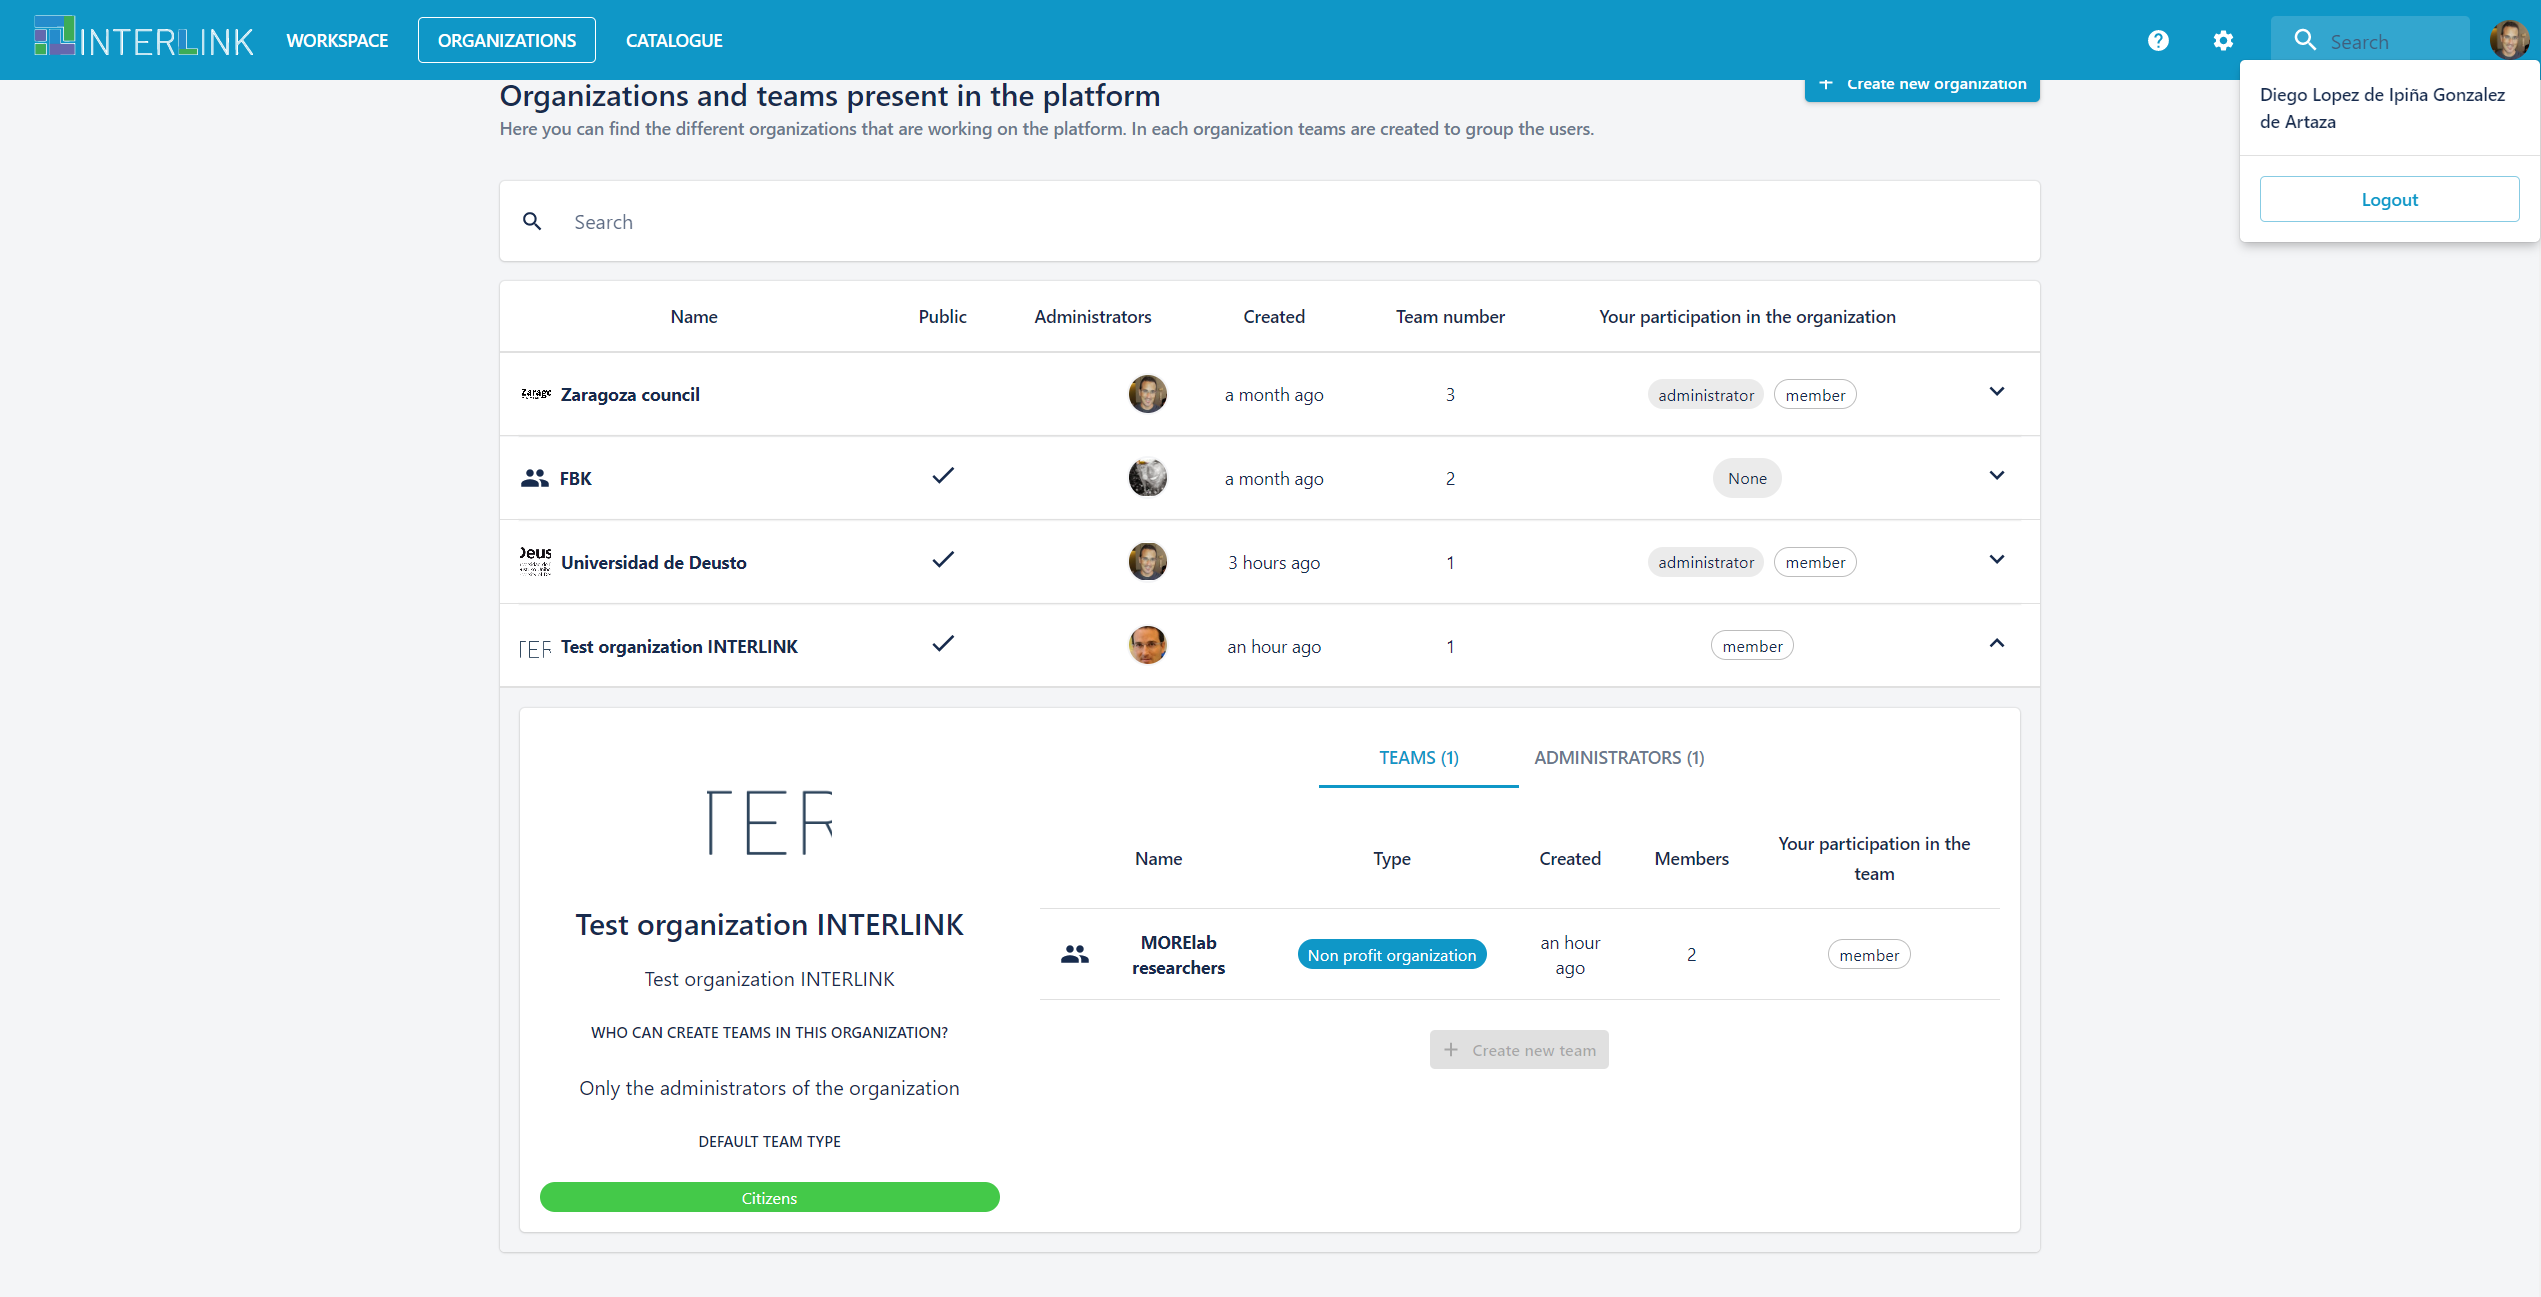 INTERLINK
WORKSPACE
ORGANIZATIONS
CATALOGUE
Search
Diego Lopez de Ipiña Gonzalez
de Artaza
Logout
Organizations and teams present in the platform
Create new organization
Here you can find the different organizations that are working on the platform. In each organization teams are created to group the users.
Search
Name Public Administrators Created Team number Your participation in the organization
Zaragoza council a month ago 3 administrator member
FBK a month ago 2 None
Deus
Universidad de Deusto 3 hours ago 1 administrator member
TER Test organization INTERLINK an hour ago 1 member
TER
Test organization INTERLINK
Test organization INTERLINK
WHO CAN CREATE TEAMS IN THIS ORGANIZATION?
Only the administrators of the organization
DEFAULT TEAM TYPE
Citizens
TEAMS (1) ADMINISTRATORS (1)
Name Type Created Members Your participation in the
team
MORElab
researchers
Non profit organization
an hour
ago
2
member
+ Create new team